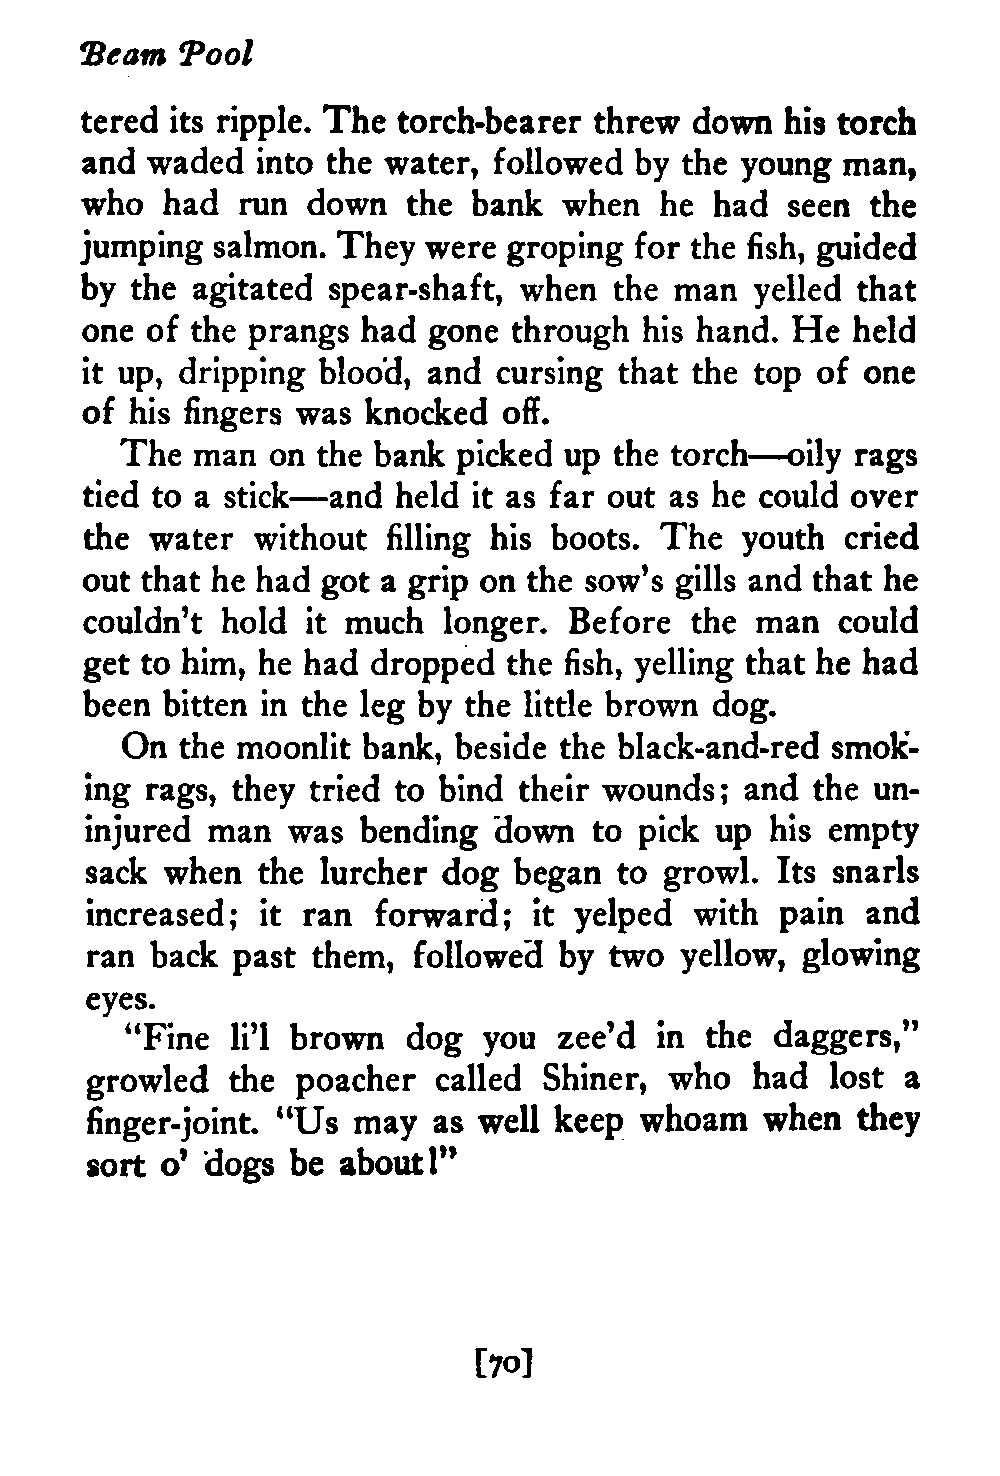 Beam Pool
tered its ripple. The torch-bearer threw down his torch
and waded into the water, followed by the young man,
who had run down the bank when he had seen the
jumping salmon. They were groping for the fish, guided
by the agitated spear-shaft, when the man yelled that
one of the prangs had gone through his hand. He held
it up, dripping blood, and cursing that the top of one
of his fingers was knocked off.
The man on the bank picked up the torch—oily rags
tied to a stick—and held it as far out as he could over
the water without filling his boots. The youth cried
out that he had got a grip on the sow's gills and that he
couldn't hold it much longer. Before the man could
get to him, he had dropped the fish, yelling that he had
been bitten in the leg by the little brown dog.
On the moonlit bank, beside the black-and-red smok-
ing rags, they tried to bind their wounds; and the un-
injured man was bending down to pick up his empty
sack when the lurcher dog began to growl. Its snarls
increased; it ran forward; it yelped with pain and
ran back past them, followed by two yellow, glowing
eyes.
"Fine li'l brown dog you zee'd in the daggers,"
growled the poacher called Shiner, who had lost a
finger-joint. "Us may as well keep whoam when they
sort o' dogs be about!"
[70]